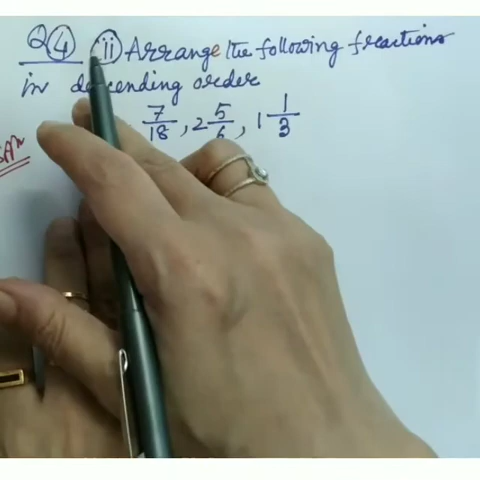 Q④ ⓘⓘ Arrange the following fractions
in descending order
7/18, 2 5/6, 1 1/3